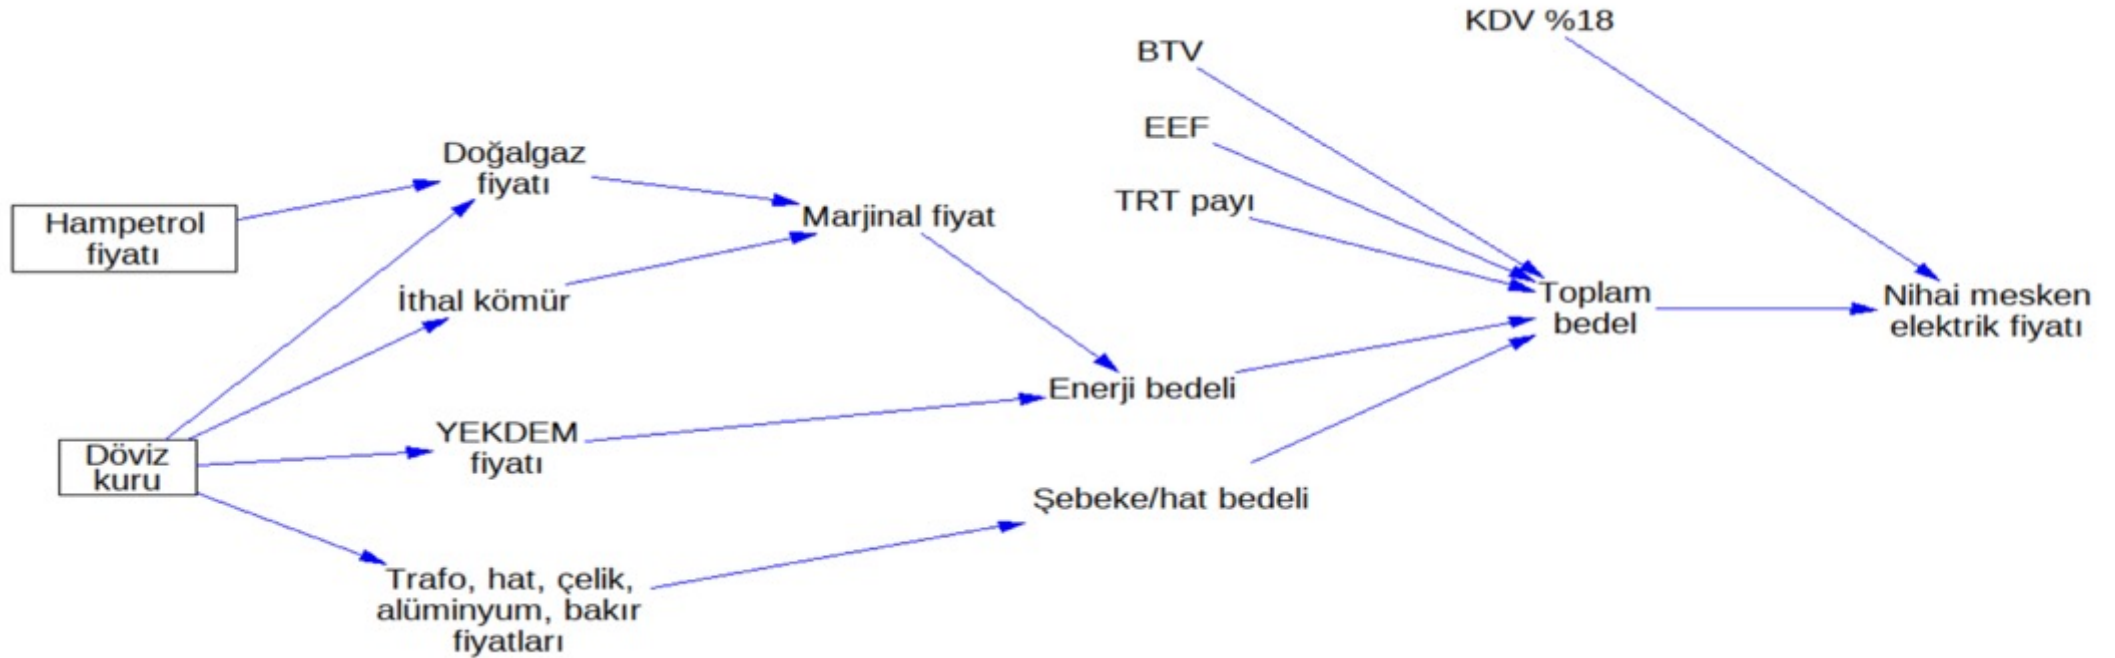 KDV %18
BTV
EEF
TRT payı
Doğalgaz
fiyatı
Hampetrol
fiyatı
Marjinal fiyat
İthal kömür
Toplam
bedel
Nihai mesken
elektrik fiyatı
Enerji bedeli
YEKDEM
fiyatı
Döviz
kuru
Şebeke/hat bedeli
Trafo, hat, çelik,
alüminyum, bakır
fiyatları